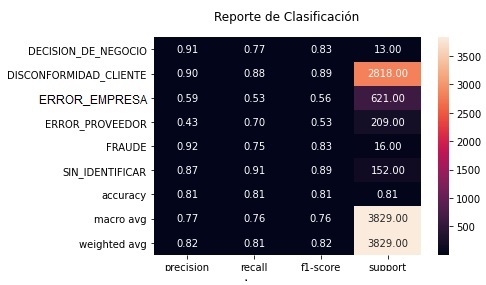 Reporte de Clasificación
DECISION_DE_NEGOCIO 0.91 0.77 0.83 13.00
DISCONFORMIDAD_CLIENTE 0.90 0.88 0.89 2818.00
ERROR_EMPRESA 0.59 0.53 0.56 621.00
ERROR_PROVEEDOR 0.43 0.70 0.53 209.00
FRAUDE 0.92 0.75 0.83 16.00
SIN_IDENTIFICAR 0.87 0.91 0.89 152.00
accuracy 0.81 0.81 0.81 0.81
macro avg 0.77 0.76 0.76 3829.00
weighted avg 0.82 0.81 0.82 3829.00
precision recall f1-score support
3500
3000
2500
2000
1500
1000
500